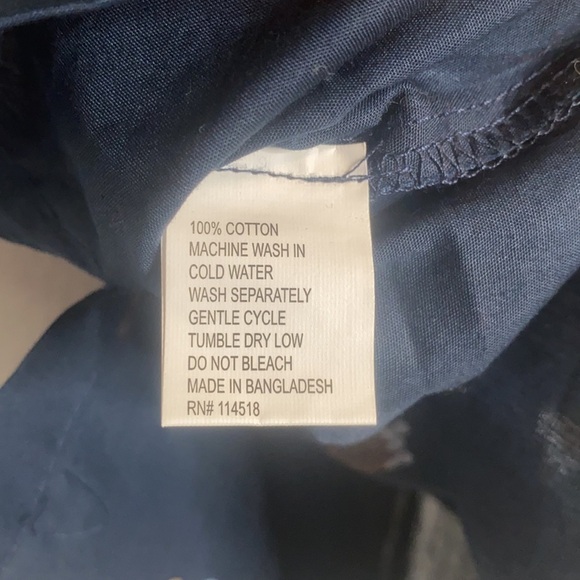 100% COTTON
MACHINE WASH IN
COLD WATER
WASH SEPARATELY
GENTLE CYCLE
TUMBLE DRY LOW
DO NOT BLEACH
MADE IN BANGLADESH
RN# 114518